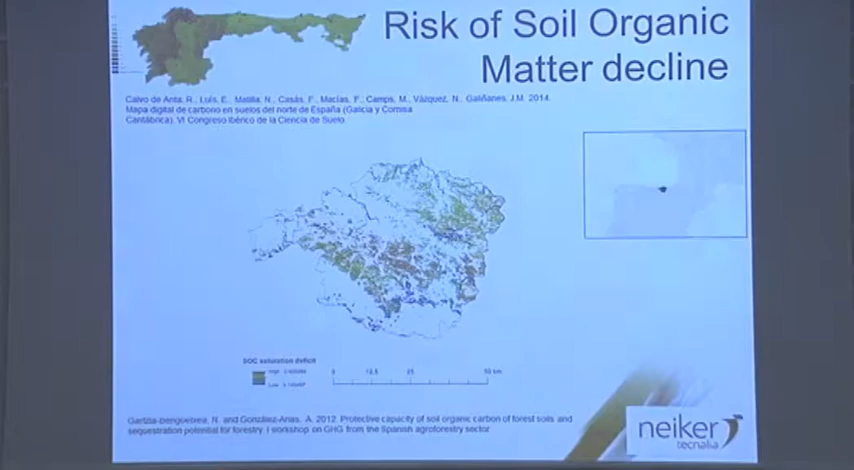 Risk of Soil Organic
Matter decline
Calvo de Anta, R., Luís, E., Matilla, N., Casás, F., Macías, F., Camps, M., Vázquez, N., Galiñanes, J.M. 2014.
Mapa digital de carbono en suelos del norte de España (Galicia y Cornisa
Cantábrica). VI Congreso Ibérico de la Ciencia de Suelo
SOC saturation deficit
High
Low
0 12,5 25 50 km
Gartzia-Bengoetxea, N. and González-Arias, A. 2012. Protective capacity of soil organic carbon of forest soils and
sequestration potential for forestry. I workshop on GHG from the Spanish agroforestry sector
neiker
tecnalia